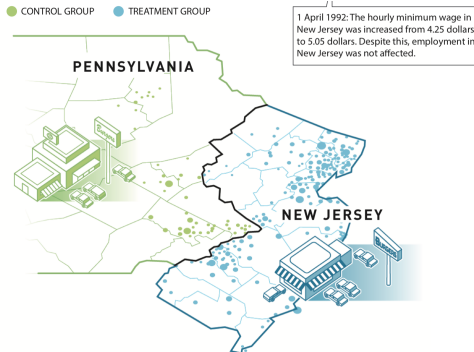 CONTROL GROUP
TREATMENT GROUP
1 April 1992: The hourly minimum wage in
New Jersey was increased from 4.25 dollars
to 5.05 dollars. Despite this, employment in
New Jersey was not affected.
PENNSYLVANIA
NEW JERSEY